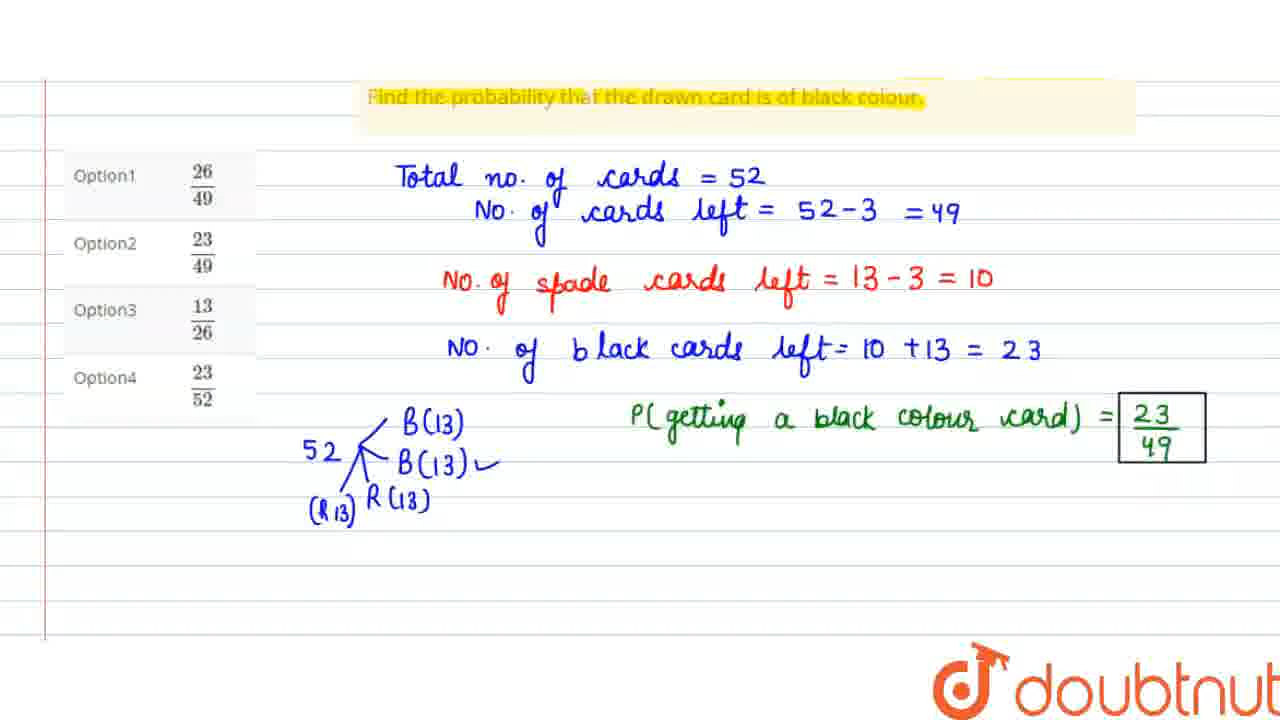 Find the probability that the drawn card is of black colour.
Option1 26/49
Option2 23/49
Option3 13/26
Option4 23/52
Total no. of cards = 52
No. of cards left = 52 - 3 = 49
No. of spade cards left = 13 - 3 = 10
No. of black cards left = 10 + 13 = 23
P(getting a black colour card) = 23/49
52
B(13)
B(13) ✓
R(13)
(R 13)
doubtnut